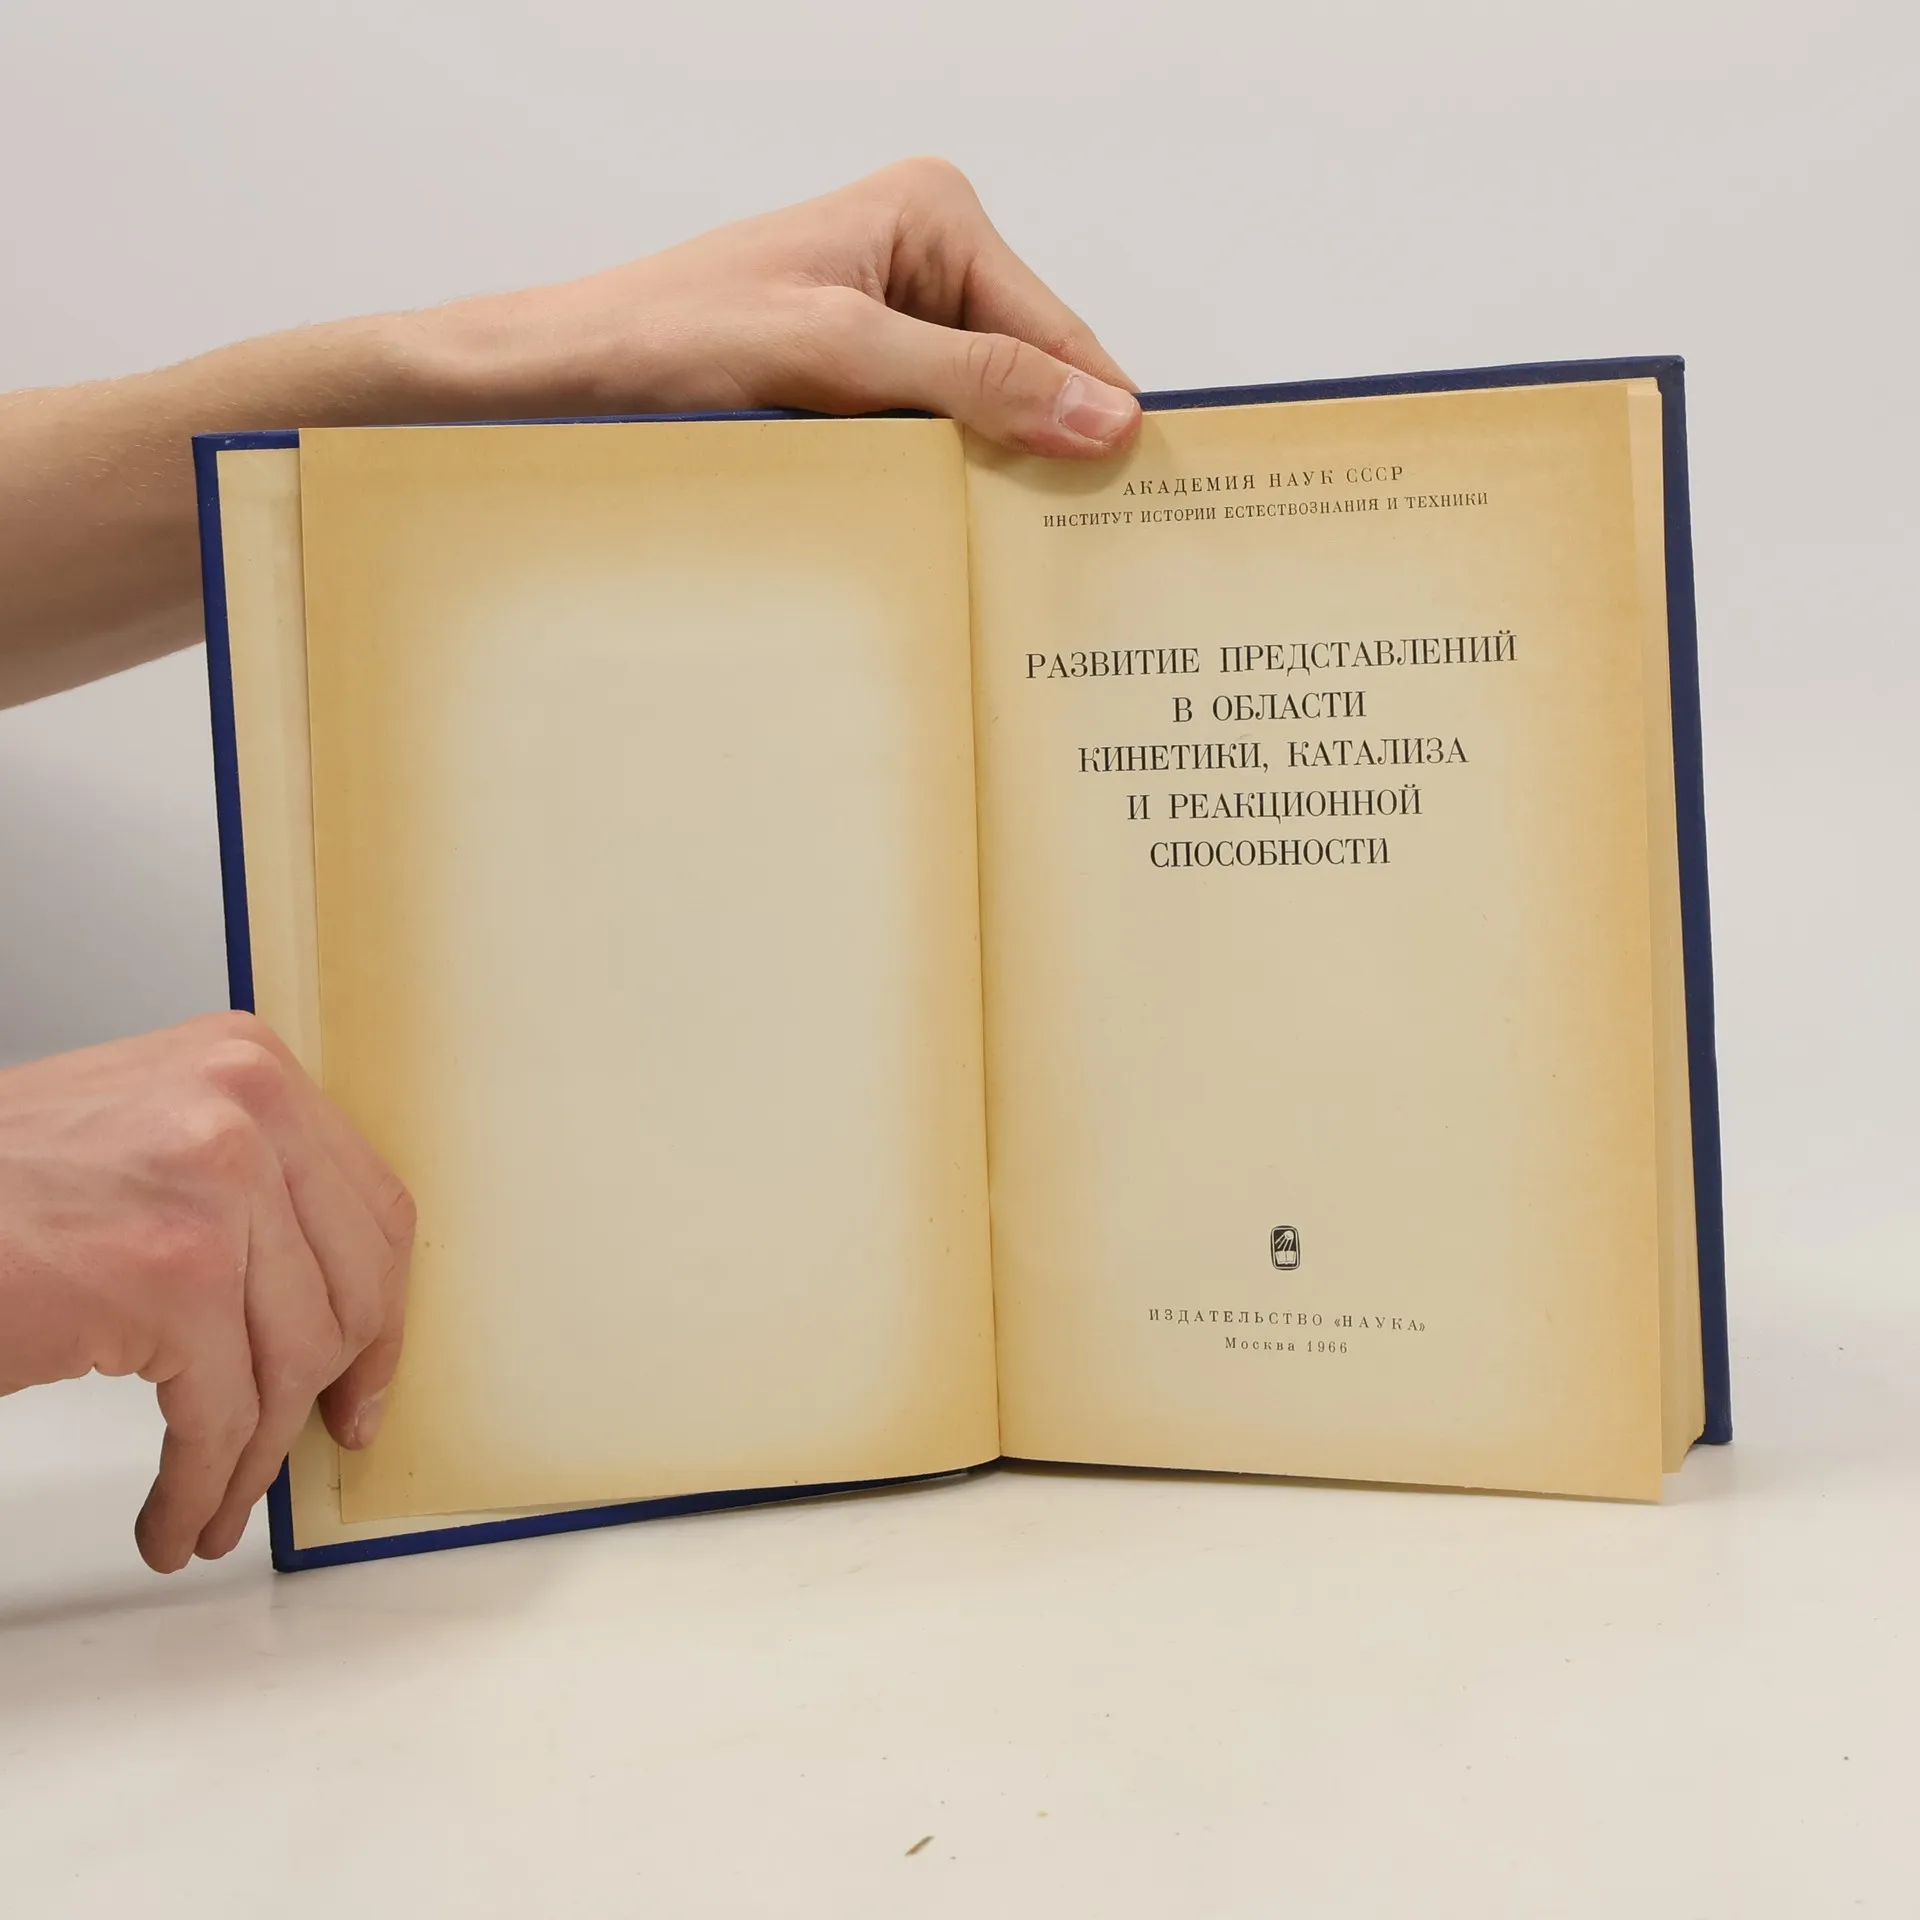 АКАДЕМИЯ НАУК СССР
ИНСТИТУТ ИСТОРИИ ЕСТЕСТВОЗНАНИЯ И ТЕХНИКИ
РАЗВИТИЕ ПРЕДСТАВЛЕНИЙ
В ОБЛАСТИ
КИНЕТИКИ, КАТАЛИЗА
И РЕАКЦИОННОЙ
СПОСОБНОСТИ
ИЗДАТЕЛЬСТВО «НАУКА»
Москва 1966